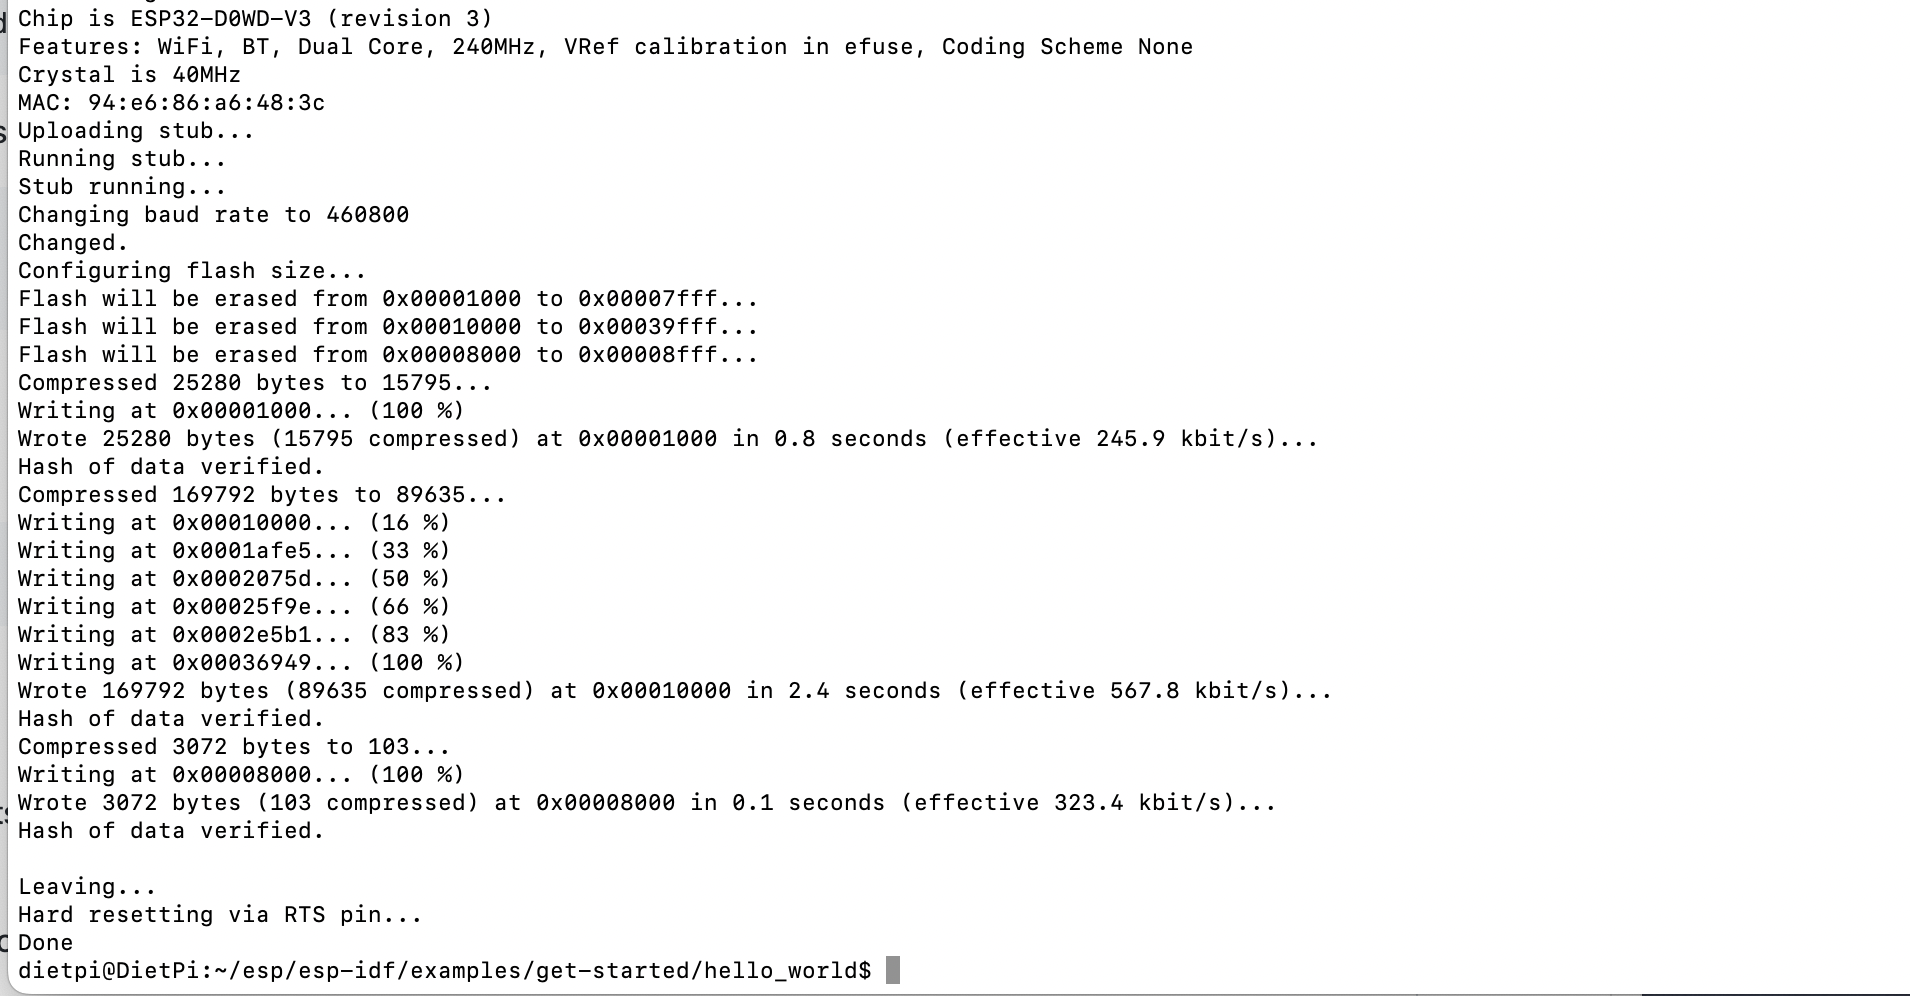 Chip is ESP32-D0WD-V3 (revision 3)
Features: WiFi, BT, Dual Core, 240MHz, VRef calibration in efuse, Coding Scheme None
Crystal is 40MHz
MAC: 94:e6:86:a6:48:3c
Uploading stub...
Running stub...
Stub running...
Changing baud rate to 460800
Changed.
Configuring flash size...
Flash will be erased from 0x00001000 to 0x00007fff...
Flash will be erased from 0x00010000 to 0x00039fff...
Flash will be erased from 0x00008000 to 0x00008fff...
Compressed 25280 bytes to 15795...
Writing at 0x00001000... (100 %)
Wrote 25280 bytes (15795 compressed) at 0x00001000 in 0.8 seconds (effective 245.9 kbit/s)...
Hash of data verified.
Compressed 169792 bytes to 89635...
Writing at 0x00010000... (16 %)
Writing at 0x0001afe5... (33 %)
Writing at 0x0002075d... (50 %)
Writing at 0x00025f9e... (66 %)
Writing at 0x0002e5b1... (83 %)
Writing at 0x00036949... (100 %)
Wrote 169792 bytes (89635 compressed) at 0x00010000 in 2.4 seconds (effective 567.8 kbit/s)...
Hash of data verified.
Compressed 3072 bytes to 103...
Writing at 0x00008000... (100 %)
Wrote 3072 bytes (103 compressed) at 0x00008000 in 0.1 seconds (effective 323.4 kbit/s)...
Hash of data verified.

Leaving...
Hard resetting via RTS pin...
Done
dietpi@DietPi:~/esp/esp-idf/examples/get-started/hello_world$